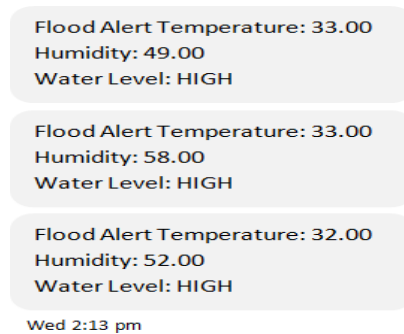 Flood Alert Temperature: 33.00
Humidity: 49.00
Water Level: HIGH
Flood Alert Temperature: 33.00
Humidity: 58.00
Water Level: HIGH
Flood Alert Temperature: 32.00
Humidity: 52.00
Water Level: HIGH
Wed 2:13 pm